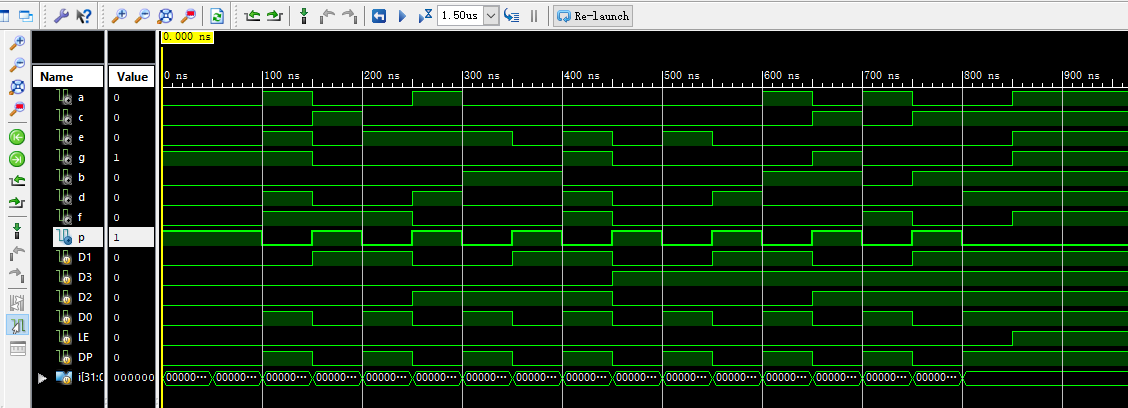 1.50us
Re-launch
0.000 ns
Name Value
0 ns 100 ns 200 ns 300 ns 400 ns 500 ns 600 ns 700 ns 800 ns 900 ns
a 0
c 0
e 0
g 1
b 0
d 0
f 0
p 1
D1 0
D3 0
D2 0
D0 0
LE 0
DP 0
i[31:0 000000 00000··· 00000··· 00000··· 00000··· 00000··· 00000··· 00000··· 00000··· 00000··· 00000··· 00000··· 00000··· 00000··· 00000··· 00000··· 00000···